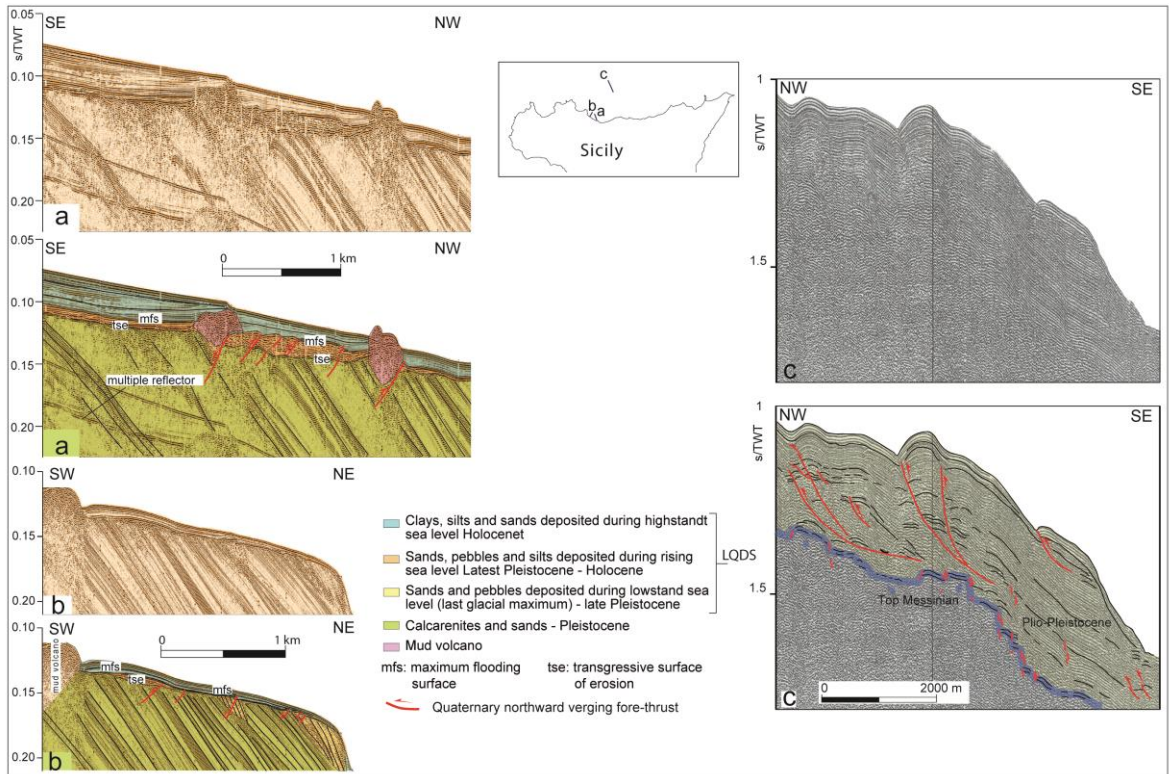 0.05
SE
NW
s/TWT
0.10
0.15
0.20
a
0.05
SE
NW
0
1 km
0.10
mfs
tse
mfs
tse
0.15
multiple reflector
0.20
a
0.10
SW
NE
0.15
0.20
b
0.10
SW
NE
0
1 km
mud volcano
mfs
tse
mfs
0.15
0.20
b
c
b
a
Sicily
Clays, silts and sands deposited during highstandt
sea level Holocenet
Sands, pebbles and silts deposited during rising
sea level Latest Pleistocene - Holocene
Sands and pebbles deposited during lowstand sea
level (last glacial maximum) - late Pleistocene
LQDS
Calcarenites and sands - Pleistocene
Mud volcano
mfs: maximum flooding
surface
tse: transgressive surface
of erosion
Quaternary northward verging fore-thrust
1
NW
SE
s/TWT
1.5
c
1
NW
SE
s/TWT
1.5
Top Messinian
Plio-Pleistocene
0
2000 m
c